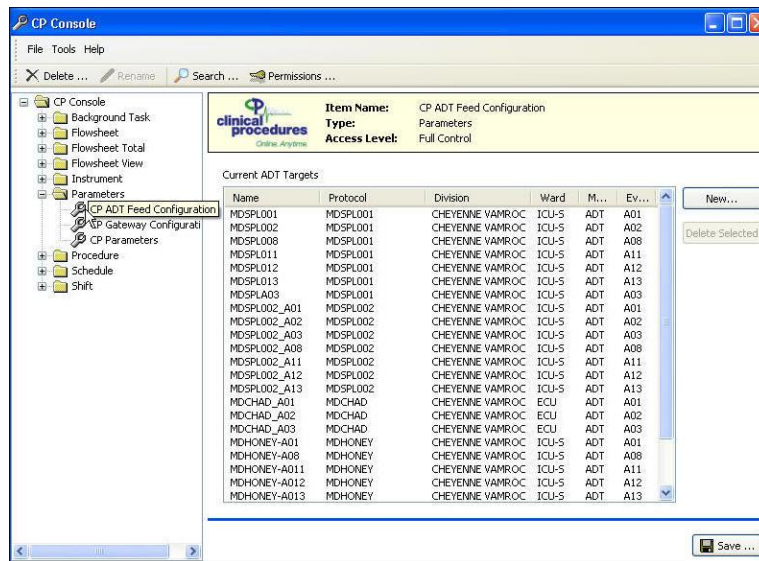 CP Console
File Tools Help
Delete ... Rename Search ... Permissions ...
CP Console
Background Task
Flowsheet
Flowsheet Total
Flowsheet View
Instrument
Parameters
CP ADT Feed Configuration
CP Gateway Configurati
CP Parameters
Procedure
Schedule
Shift
clinical procedures
Online. Anytime.
Item Name: CP ADT Feed Configuration
Type: Parameters
Access Level: Full Control
Current ADT Targets
Name Protocol Division Ward M... Ev...
MDSPL001 MDSPL001 CHEYENNE VAMROC ICU-S ADT A01
MDSPL002 MDSPL001 CHEYENNE VAMROC ICU-S ADT A02
MDSPL008 MDSPL001 CHEYENNE VAMROC ICU-S ADT A08
MDSPL011 MDSPL001 CHEYENNE VAMROC ICU-S ADT A11
MDSPL012 MDSPL001 CHEYENNE VAMROC ICU-S ADT A12
MDSPL013 MDSPL001 CHEYENNE VAMROC ICU-S ADT A13
MDSPLA03 MDSPL001 CHEYENNE VAMROC ICU-S ADT A03
MDSPL002_A01 MDSPL002 CHEYENNE VAMROC ICU-S ADT A01
MDSPL002_A02 MDSPL002 CHEYENNE VAMROC ICU-S ADT A02
MDSPL002_A03 MDSPL002 CHEYENNE VAMROC ICU-S ADT A03
MDSPL002_A08 MDSPL002 CHEYENNE VAMROC ICU-S ADT A08
MDSPL002_A11 MDSPL002 CHEYENNE VAMROC ICU-S ADT A11
MDSPL002_A12 MDSPL002 CHEYENNE VAMROC ICU-S ADT A12
MDSPL002_A13 MDSPL002 CHEYENNE VAMROC ICU-S ADT A13
MDCHAD_A01 MDCHAD CHEYENNE VAMROC ECU ADT A01
MDCHAD_A02 MDCHAD CHEYENNE VAMROC ECU ADT A02
MDCHAD_A03 MDCHAD CHEYENNE VAMROC ECU ADT A03
MDHONEY-A01 MDHONEY CHEYENNE VAMROC ICU-S ADT A01
MDHONEY-A08 MDHONEY CHEYENNE VAMROC ICU-S ADT A08
MDHONEY-A011 MDHONEY CHEYENNE VAMROC ICU-S ADT A11
MDHONEY-A012 MDHONEY CHEYENNE VAMROC ICU-S ADT A12
MDHONEY-A013 MDHONEY CHEYENNE VAMROC ICU-S ADT A13
New...
Delete Selected
Save ...